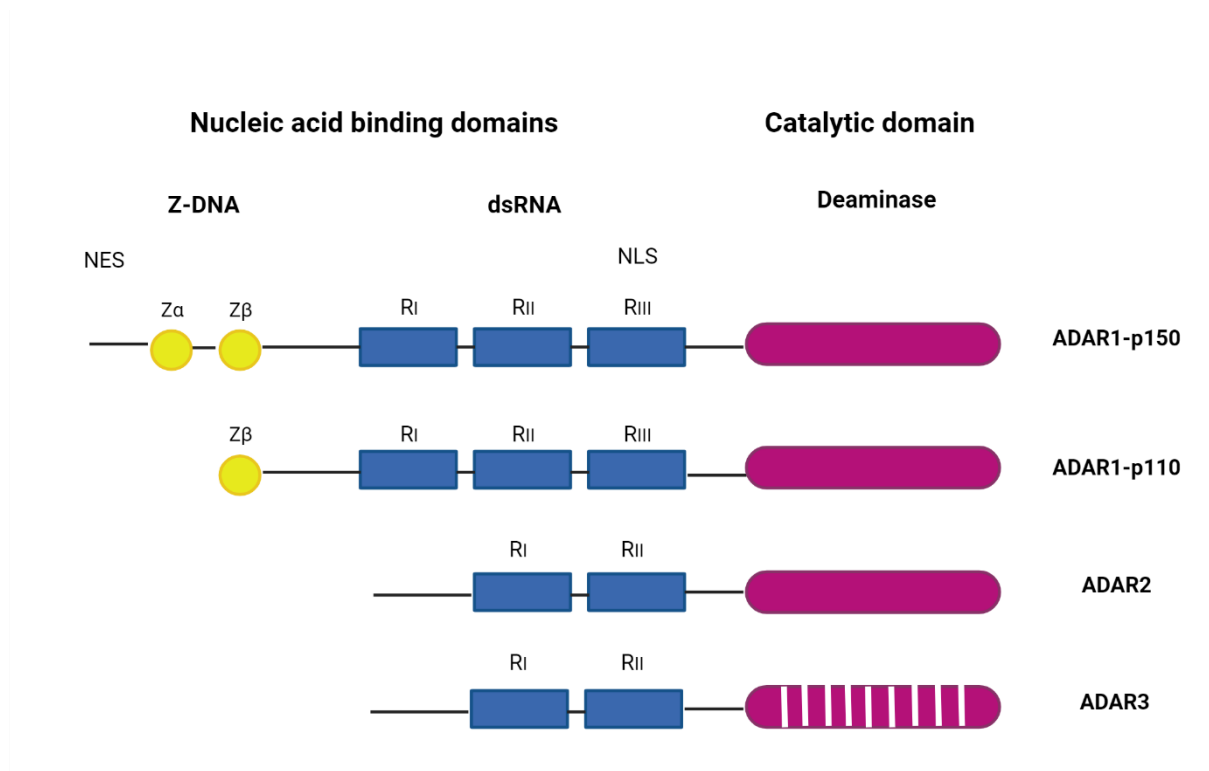 Nucleic acid binding domains
Catalytic domain
Z-DNA
dsRNA
Deaminase
NES
NLS
Zα
Zβ
RI
RII
RIII
ADAR1-p150
Zβ
RI
RII
RIII
ADAR1-p110
RI
RII
ADAR2
RI
RII
ADAR3